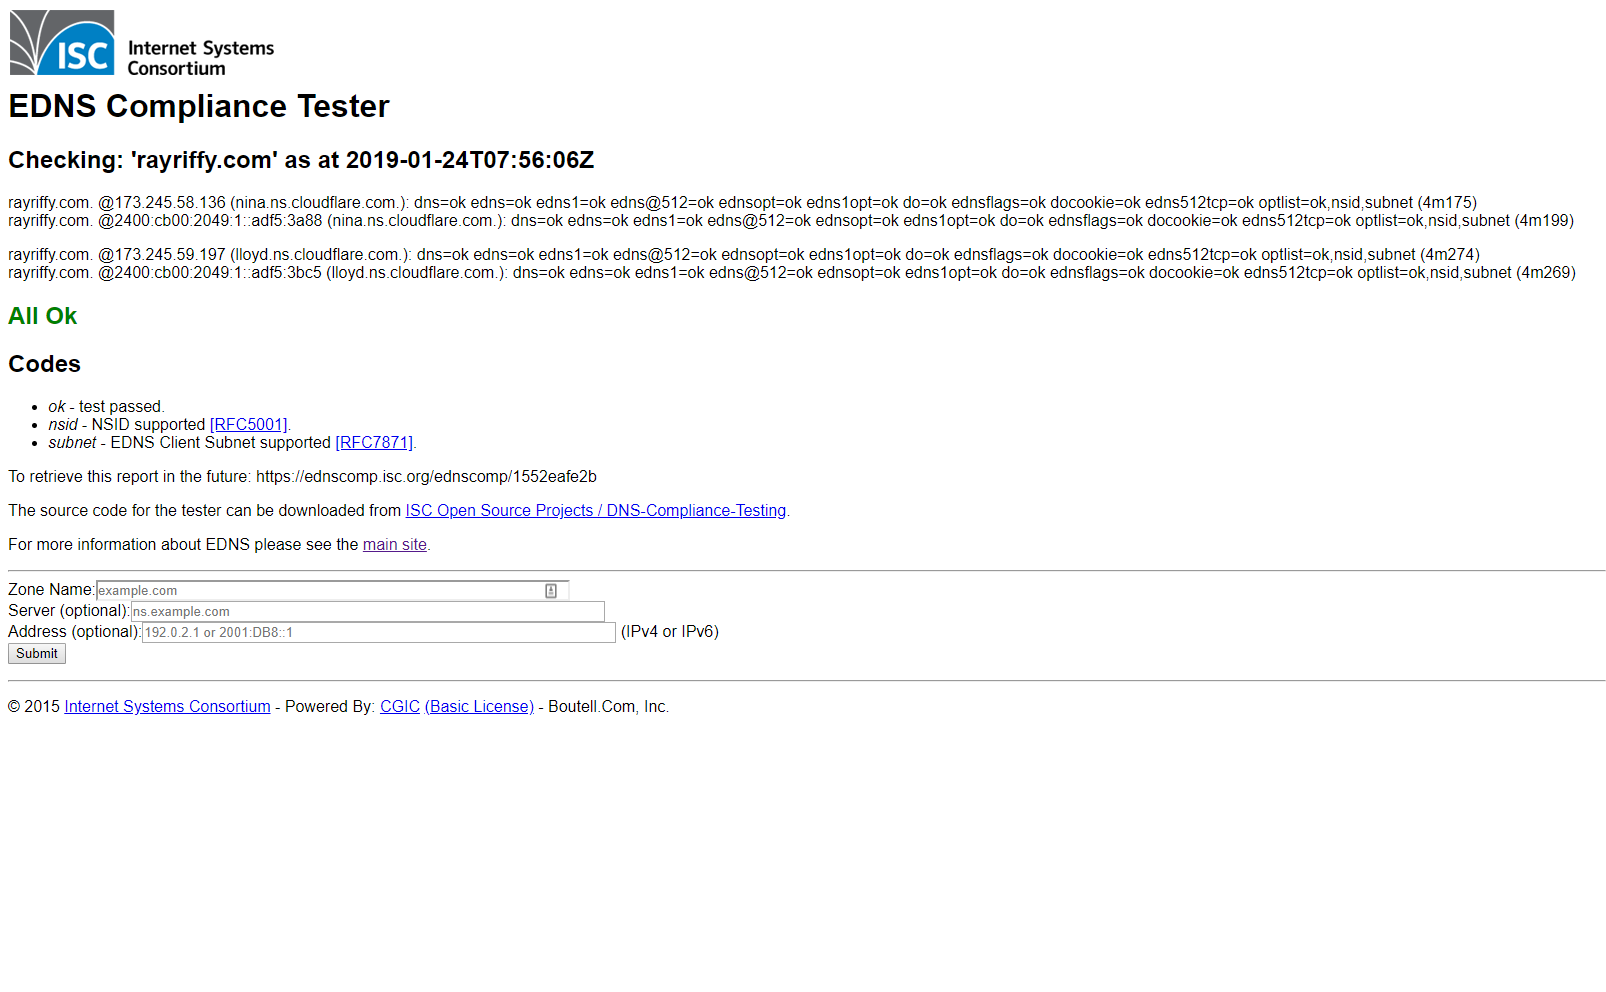 ISC Internet Systems
Consortium
EDNS Compliance Tester
Checking: 'rayriffy.com' as at 2019-01-24T07:56:06Z
rayriffy.com. @173.245.58.136 (nina.ns.cloudflare.com.): dns=ok edns=ok edns1=ok edns@512=ok ednsopt=ok edns1opt=ok do=ok ednsflags=ok docookie=ok edns512tcp=ok optlist=ok,nsid,subnet (4m175)
rayriffy.com. @2400:cb00:2049:1::adf5:3a88 (nina.ns.cloudflare.com.): dns=ok edns=ok edns1=ok edns@512=ok ednsopt=ok edns1opt=ok do=ok ednsflags=ok docookie=ok edns512tcp=ok optlist=ok,nsid,subnet (4m199)
rayriffy.com. @173.245.59.197 (lloyd.ns.cloudflare.com.): dns=ok edns=ok edns1=ok edns@512=ok ednsopt=ok edns1opt=ok do=ok ednsflags=ok docookie=ok edns512tcp=ok optlist=ok,nsid,subnet (4m274)
rayriffy.com. @2400:cb00:2049:1::adf5:3bc5 (lloyd.ns.cloudflare.com.): dns=ok edns=ok edns1=ok edns@512=ok ednsopt=ok edns1opt=ok do=ok ednsflags=ok docookie=ok edns512tcp=ok optlist=ok,nsid,subnet (4m269)
All Ok
Codes
• ok - test passed.
• nsid - NSID supported [RFC5001].
• subnet - EDNS Client Subnet supported [RFC7871].
To retrieve this report in the future: https://ednscomp.isc.org/ednscomp/1552eafe2b
The source code for the tester can be downloaded from ISC Open Source Projects / DNS-Compliance-Testing.
For more information about EDNS please see the main site.
Zone Name: example.com
Server (optional): ns.example.com
Address (optional): 192.0.2.1 or 2001:DB8::1 (IPv4 or IPv6)
Submit
© 2015 Internet Systems Consortium - Powered By: CGIC (Basic License) - Boutell.Com, Inc.